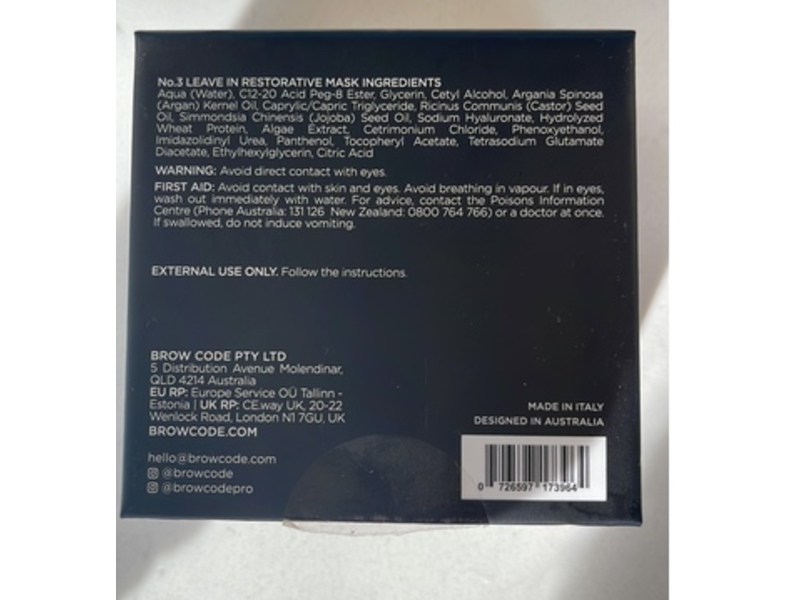 No.3 LEAVE IN RESTORATIVE MASK INGREDIENTS
Aqua (Water), C12-20 Acid Peg-8 Ester, Glycerin, Cetyl Alcohol, Argania Spinosa
(Argan) Kernel Oil, Caprylic/Capric Triglyceride, Ricinus Communis (Castor) Seed
Oil, Simmondsia Chinensis (Jojoba) Seed Oil, Sodium Hyaluronate, Hydrolyzed
Wheat Protein, Algae Extract, Cetrimonium Chloride, Phenoxyethanol,
Imidazolidinyl Urea, Panthenol, Tocopheryl Acetate, Tetrasodium Glutamate
Diacetate, Ethylhexylglycerin, Citric Acid
WARNING: Avoid direct contact with eyes.
FIRST AID: Avoid contact with skin and eyes. Avoid breathing in vapour. If in eyes,
wash out immediately with water. For advice, contact the Poisons Information
Centre (Phone Australia: 131 126 New Zealand: 0800 764 766) or a doctor at once.
If swallowed, do not induce vomiting.
EXTERNAL USE ONLY. Follow the instructions.
BROW CODE PTY LTD
5 Distribution Avenue Molendinar,
QLD 4214 Australia
EU RP: Europe Service OÜ Tallinn -
Estonia | UK RP: CE.way UK, 20-22
Wenlock Road, London N1 7GU, UK
BROWCODE.COM
hello@browcode.com
@browcode
@browcodepro
MADE IN ITALY
DESIGNED IN AUSTRALIA
0 726597 173964